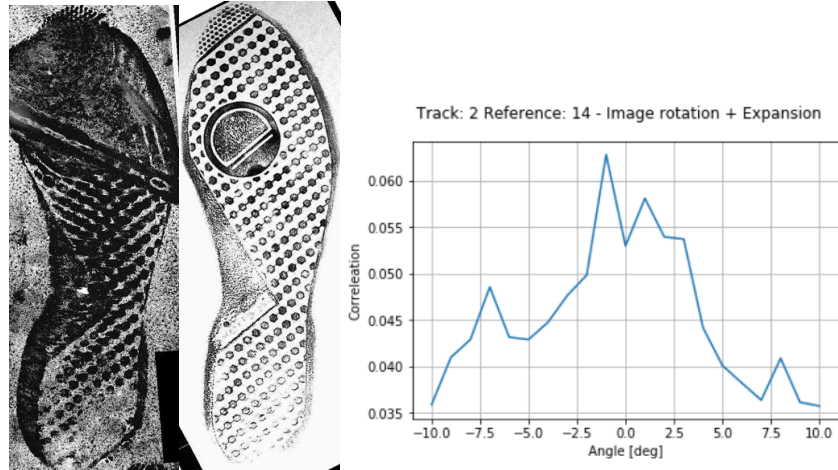 Track: 2 Reference: 14 - Image rotation + Expansion
Correleation
0.060
0.055
0.050
0.045
0.040
0.035
−10.0 −7.5 −5.0 −2.5 0.0 2.5 5.0 7.5 10.0
Angle [deg]